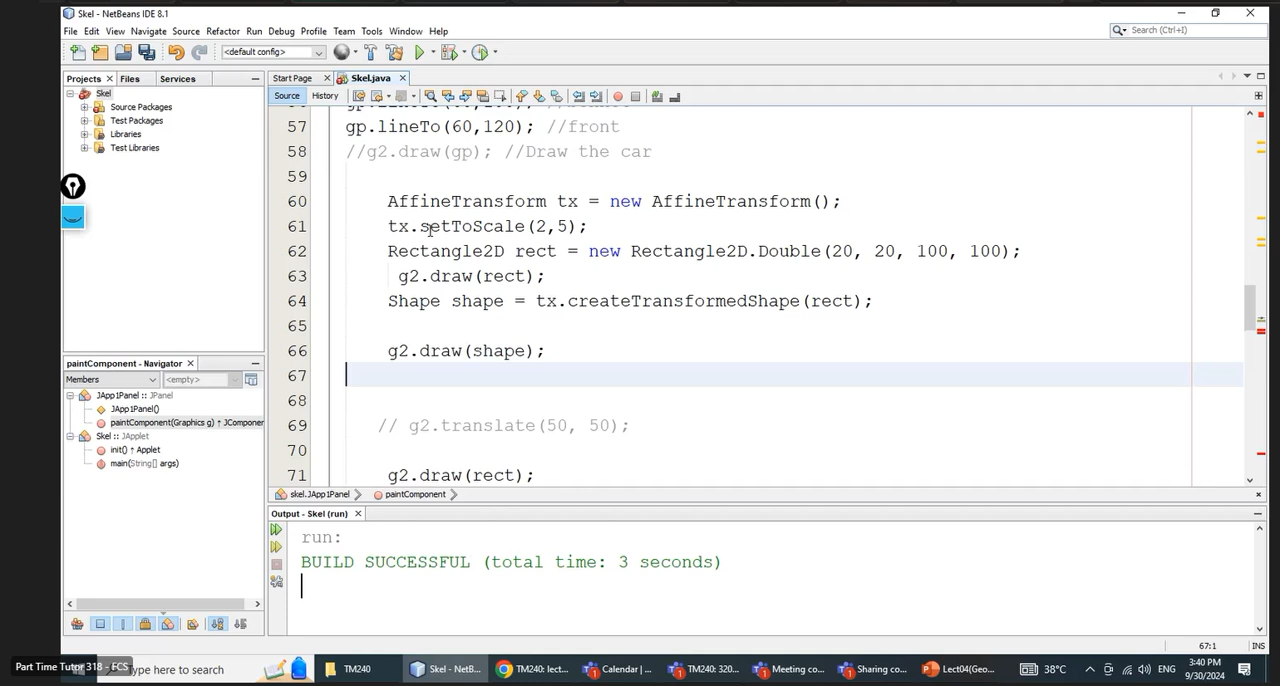 Skel - NetBeans IDE 8.1
File Edit View Navigate Source Refactor Run Debug Profile Team Tools Window Help
Search (Ctrl+I)
<default config>
Projects Files Services
Start Page Skel.java
Source History
Skel
Source Packages
Test Packages
Libraries
Test Libraries
57 gp.lineTo(60,120); //front
58 //g2.draw(gp); //Draw the car
59
60 AffineTransform tx = new AffineTransform();
61 tx.setToScale(2,5);
62 Rectangle2D rect = new Rectangle2D.Double(20, 20, 100, 100);
63 g2.draw(rect);
64 Shape shape = tx.createTransformedShape(rect);
65
66 g2.draw(shape);
67
68
69 // g2.translate(50, 50);
70
71 g2.draw(rect);
paintComponent - Navigator
Members <empty>
JApp1Panel :: JPanel
JApp1Panel()
paintComponent(Graphics g) ↑ JComponer
Skel :: JApplet
init() ↑ Applet
main(String[] args)
skel.JApp1Panel paintComponent
Output - Skel (run)
run:
BUILD SUCCESSFUL (total time: 3 seconds)
67:1 INS
Part Time Tutor 318 - FCS
Type here to search
TM240
Skel - NetB...
TM240: lect...
Calendar | ...
TM240: 320...
Meeting co...
Sharing co...
Lect04(Geo...
38°C
ENG
3:40 PM
9/30/2024